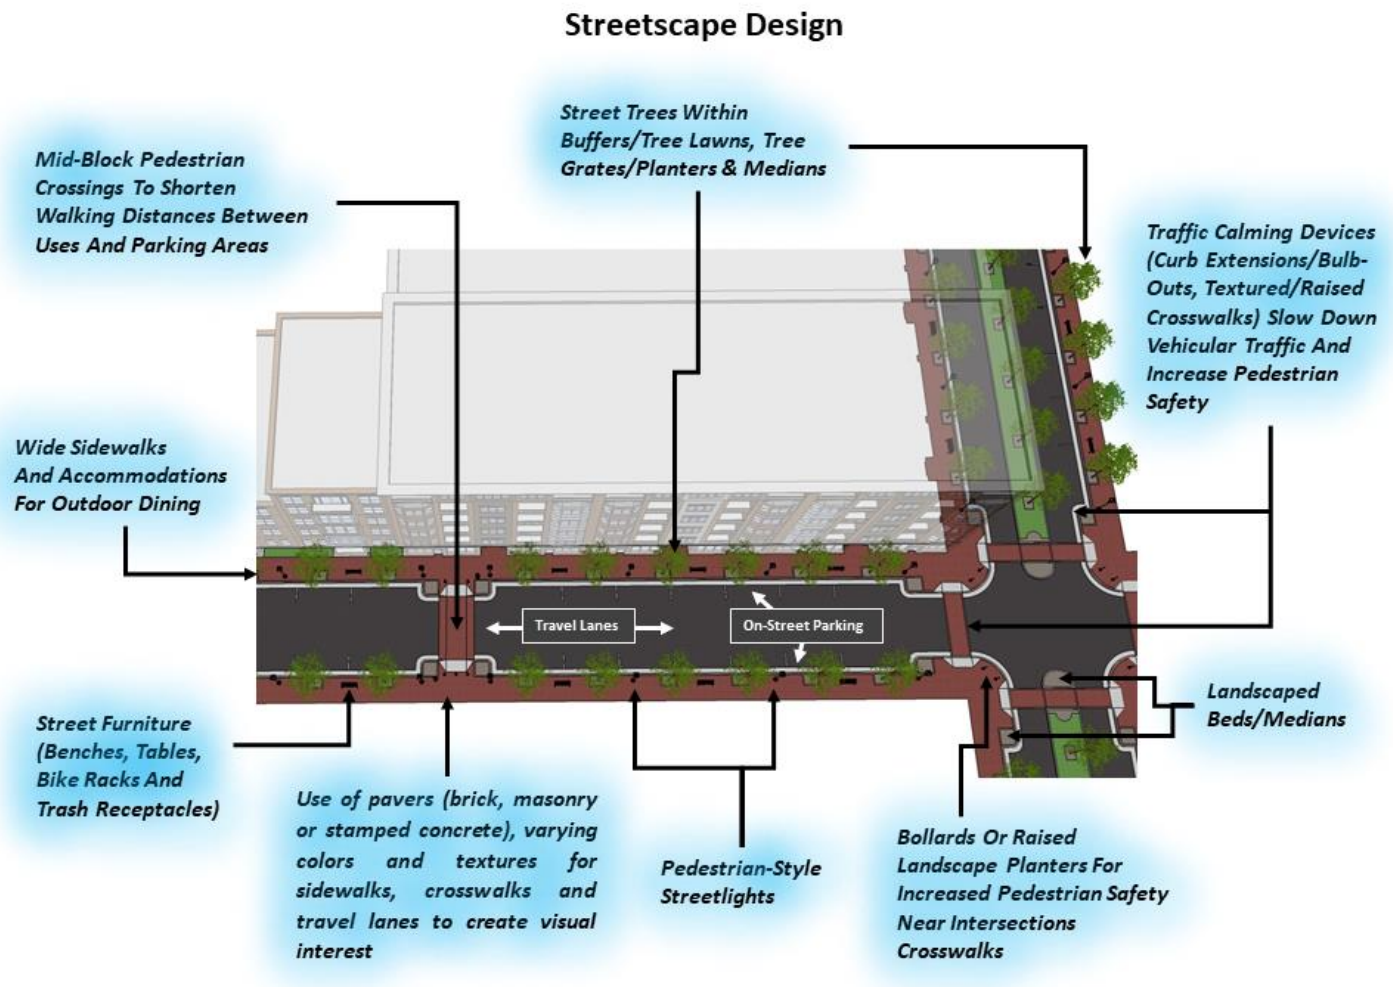 Streetscape Design
Street Trees Within
Buffers/Tree Lawns, Tree
Grates/Planters & Medians
Mid-Block Pedestrian
Crossings To Shorten
Walking Distances Between
Uses And Parking Areas
Traffic Calming Devices
(Curb Extensions/Bulb-
Outs, Textured/Raised
Crosswalks) Slow Down
Vehicular Traffic And
Increase Pedestrian
Safety
Wide Sidewalks
And Accommodations
For Outdoor Dining
Travel Lanes
On-Street Parking
Landscaped
Beds/Medians
Street Furniture
(Benches, Tables,
Bike Racks And
Trash Receptacles)
Use of pavers (brick, masonry
or stamped concrete), varying
colors and textures for
sidewalks, crosswalks and
travel lanes to create visual
interest
Pedestrian-Style
Streetlights
Bollards Or Raised
Landscape Planters For
Increased Pedestrian Safety
Near Intersections
Crosswalks